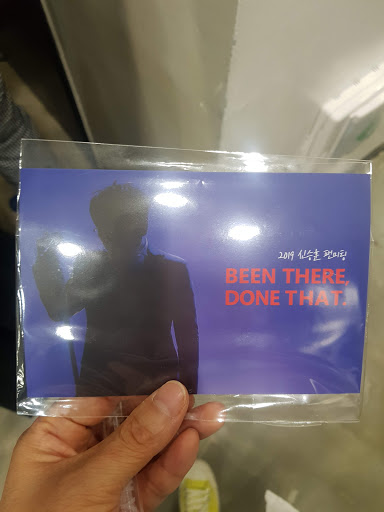 2019 신승훈 팬미팅
BEEN THERE,
DONE THAT.